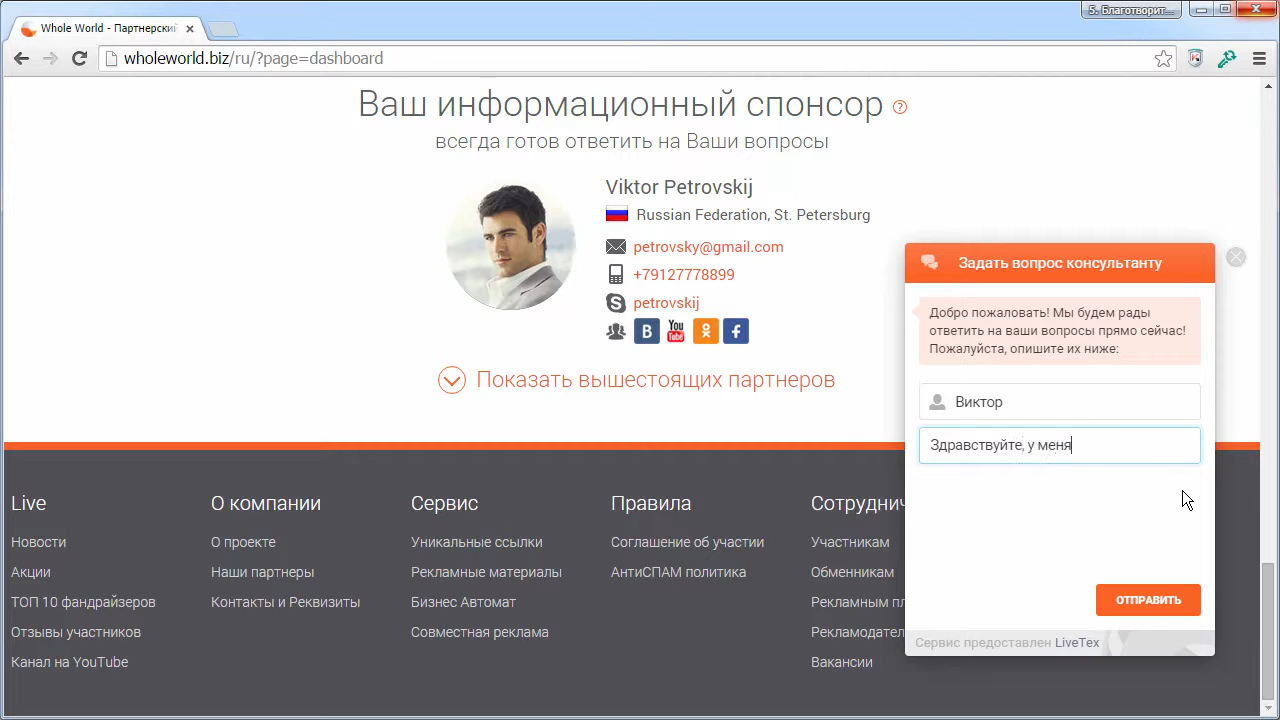 5. Благотворит...
Whole World - Партнерский
wholeworld.biz/ru/?page=dashboard
Ваш информационный спонсор ?
всегда готов ответить на Ваши вопросы
Viktor Petrovskij
Russian Federation, St. Petersburg
petrovsky@gmail.com
+79127778899
petrovskij
B You Tube f
Показать вышестоящих партнеров
Задать вопрос консультанту
Добро пожаловать! Мы будем рады
ответить на ваши вопросы прямо сейчас!
Пожалуйста, опишите их ниже:
Виктор
Здравствуйте, у меня
ОТПРАВИТЬ
Сервис предоставлен LiveTex
Live
Новости
Акции
ТОП 10 фандрайзеров
Отзывы участников
Канал на YouTube
О компании
О проекте
Наши партнеры
Контакты и Реквизиты
Сервис
Уникальные ссылки
Рекламные материалы
Бизнес Автомат
Совместная реклама
Правила
Соглашение об участии
АнтиСПАМ политика
Сотруднич
Участникам
Обменникам
Рекламным пл
Рекламодател
Вакансии